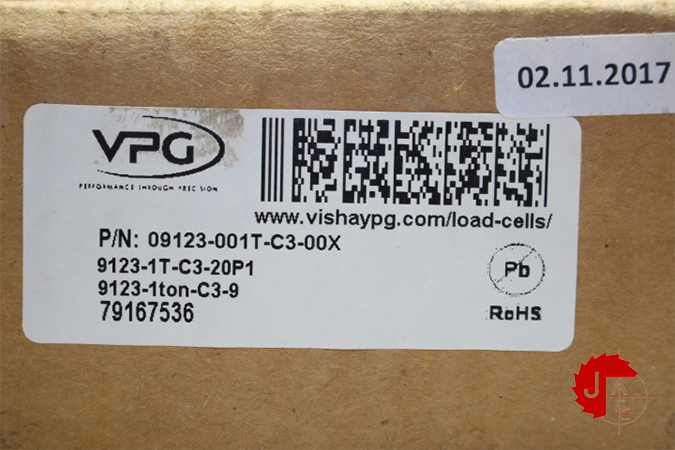 02.11.2017
VPG
PERFORMANCE THROUGH PRECISION
www.vishaypg.com/load-cells/
P/N: 09123-001T-C3-00X
9123-1T-C3-20P1
9123-1ton-C3-9
79167536
Pb
RoHS
J